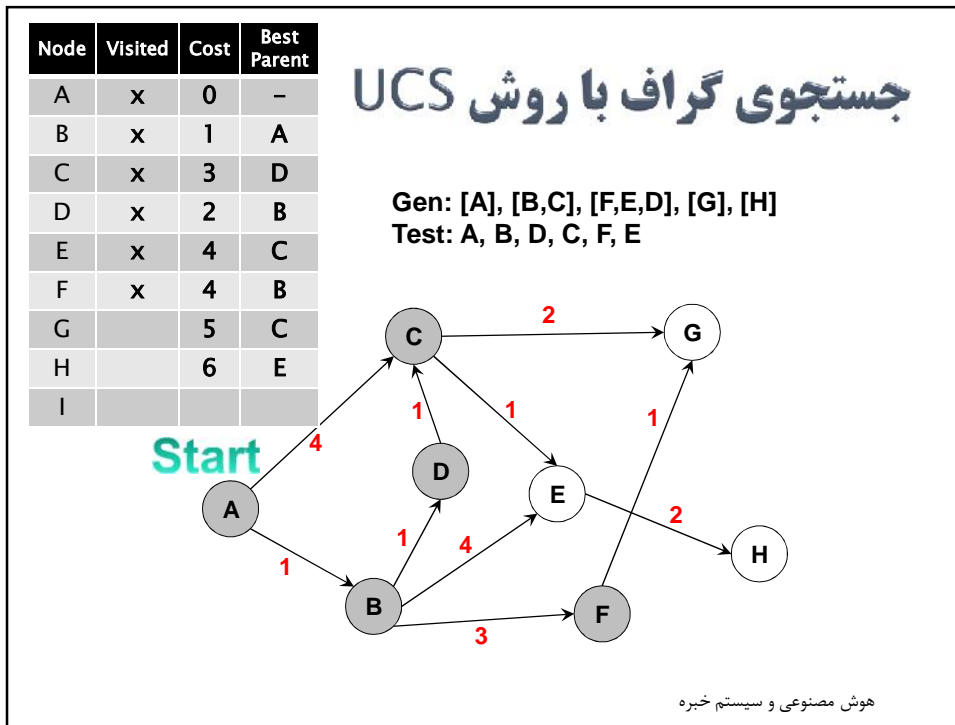 Node Visited Cost Best Parent
A x 0 –
B x 1 A
C x 3 D
D x 2 B
E x 4 C
F x 4 B
G 5 C
H 6 E
I
جستجوی گراف با روش UCS
Gen: [A], [B,C], [F,E,D], [G], [H]
Test: A, B, D, C, F, E
2
C
G
1
1
1
4
Start
D
E
A
2
1
4
H
1
B
F
3
هوش مصنوعی و سیستم خبره